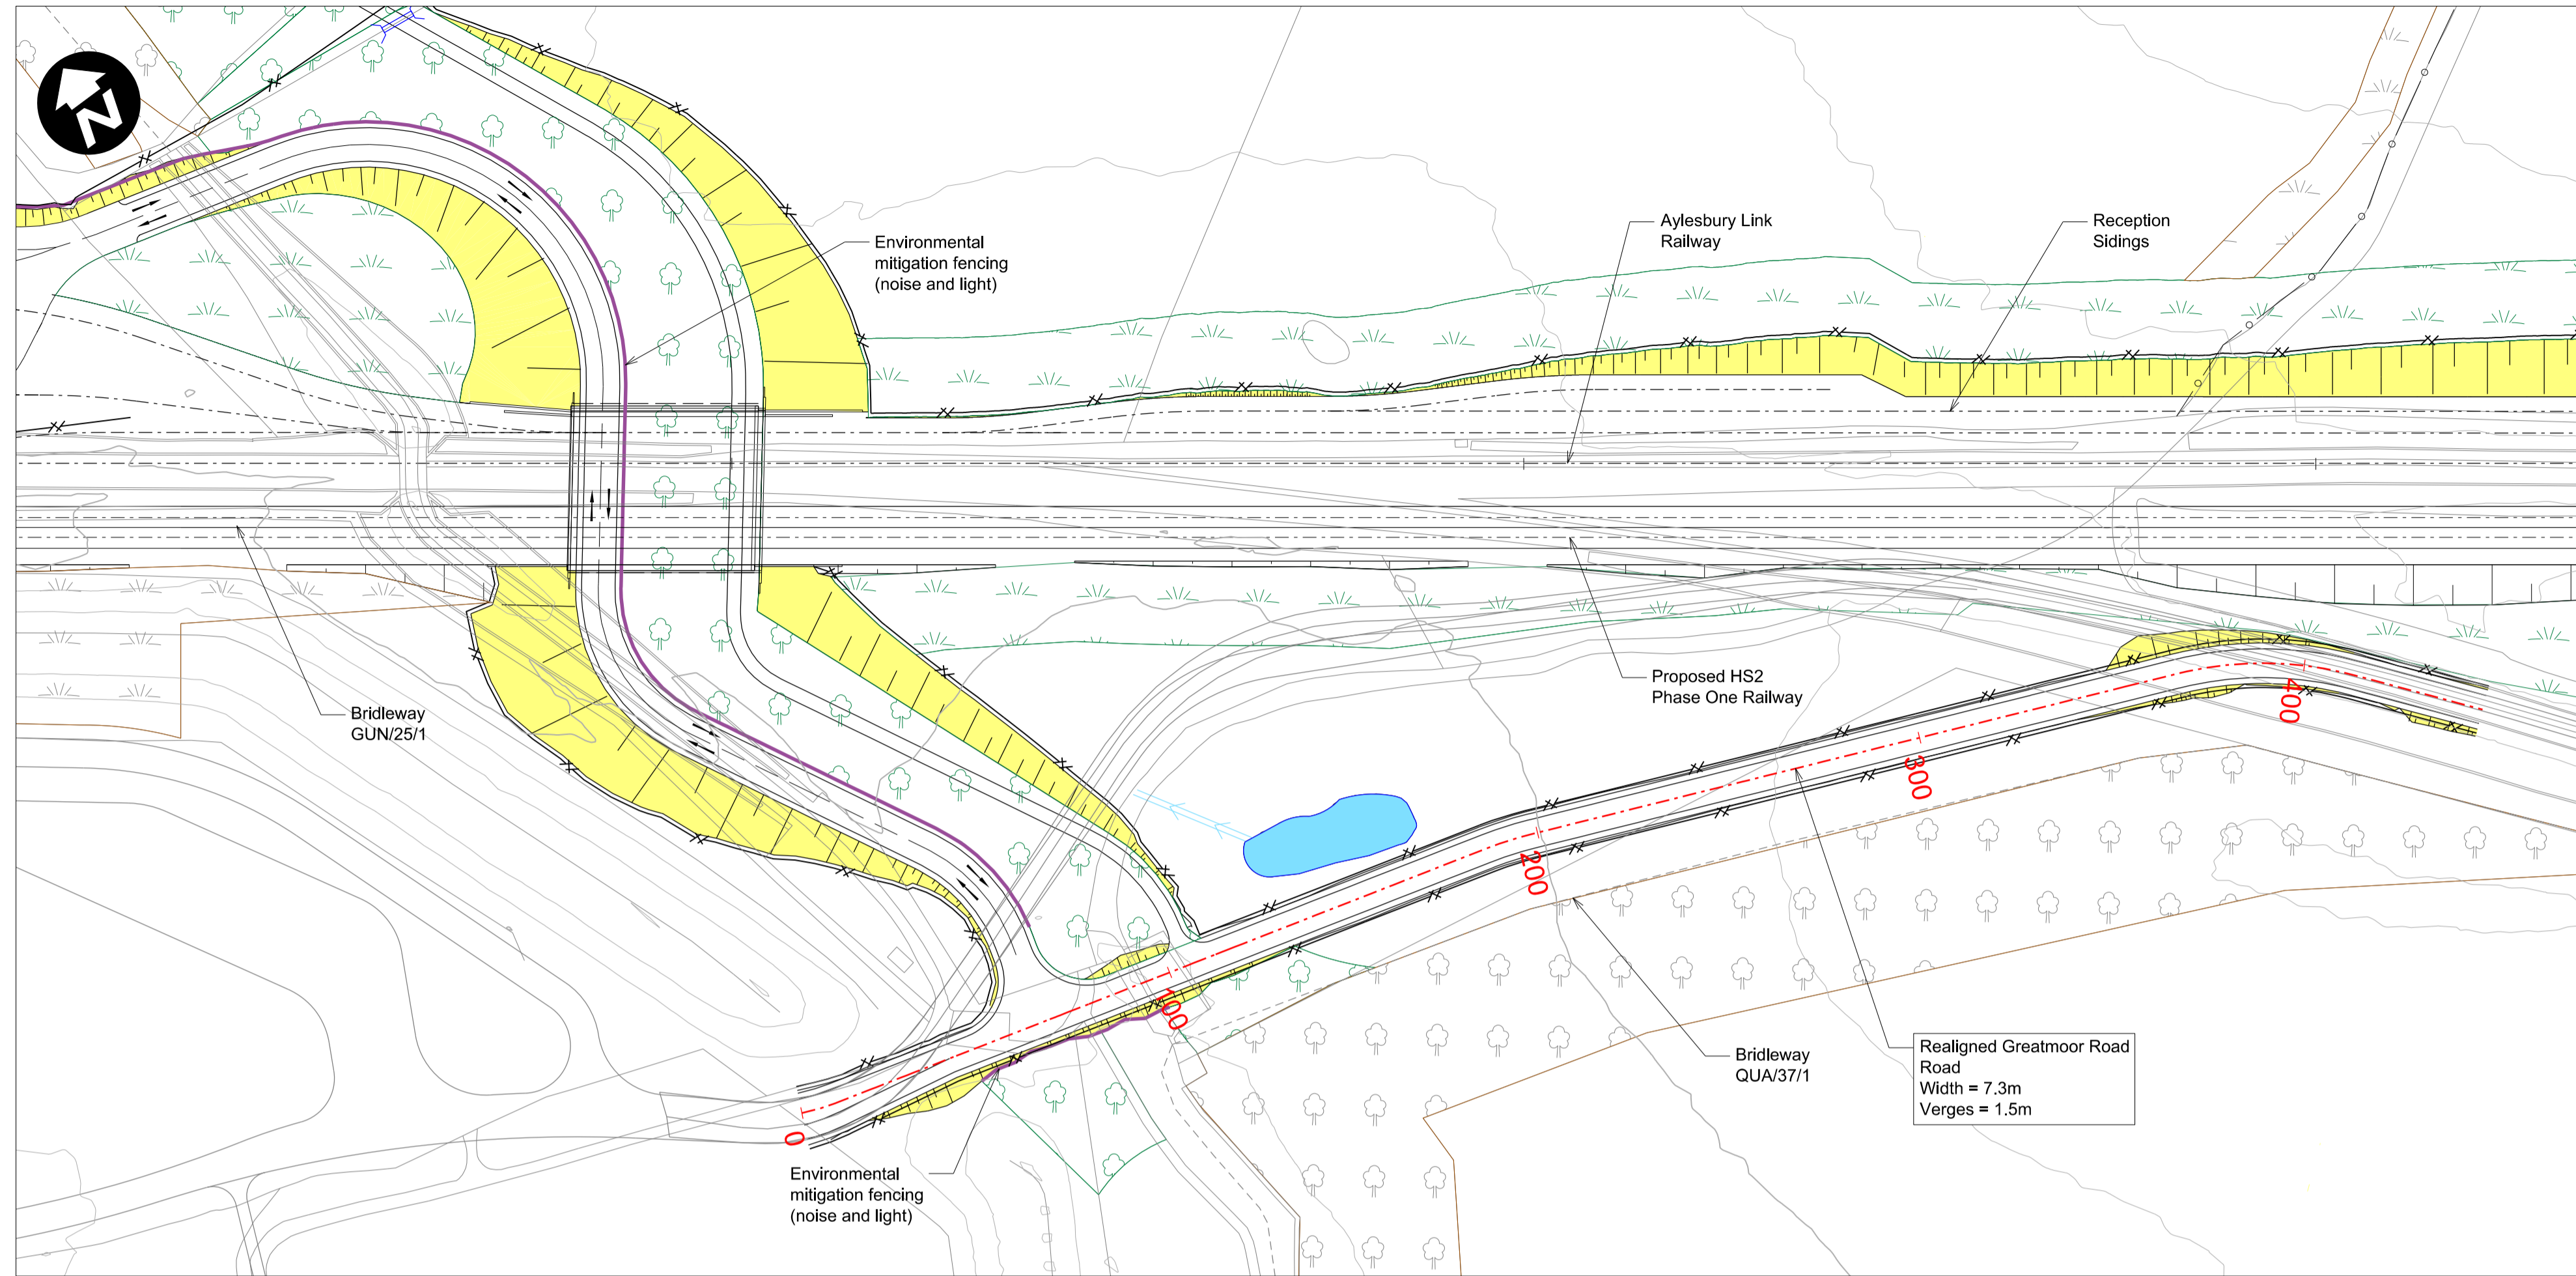 N
Environmental
mitigation fencing
(noise and light)
Aylesbury Link
Railway
Reception
Sidings
Bridleway
GUN/25/1
Proposed HS2
Phase One Railway
400
300
200
100
0
Bridleway
QUA/37/1
Realigned Greatmoor Road
Road
Width = 7.3m
Verges = 1.5m
Environmental
mitigation fencing
(noise and light)